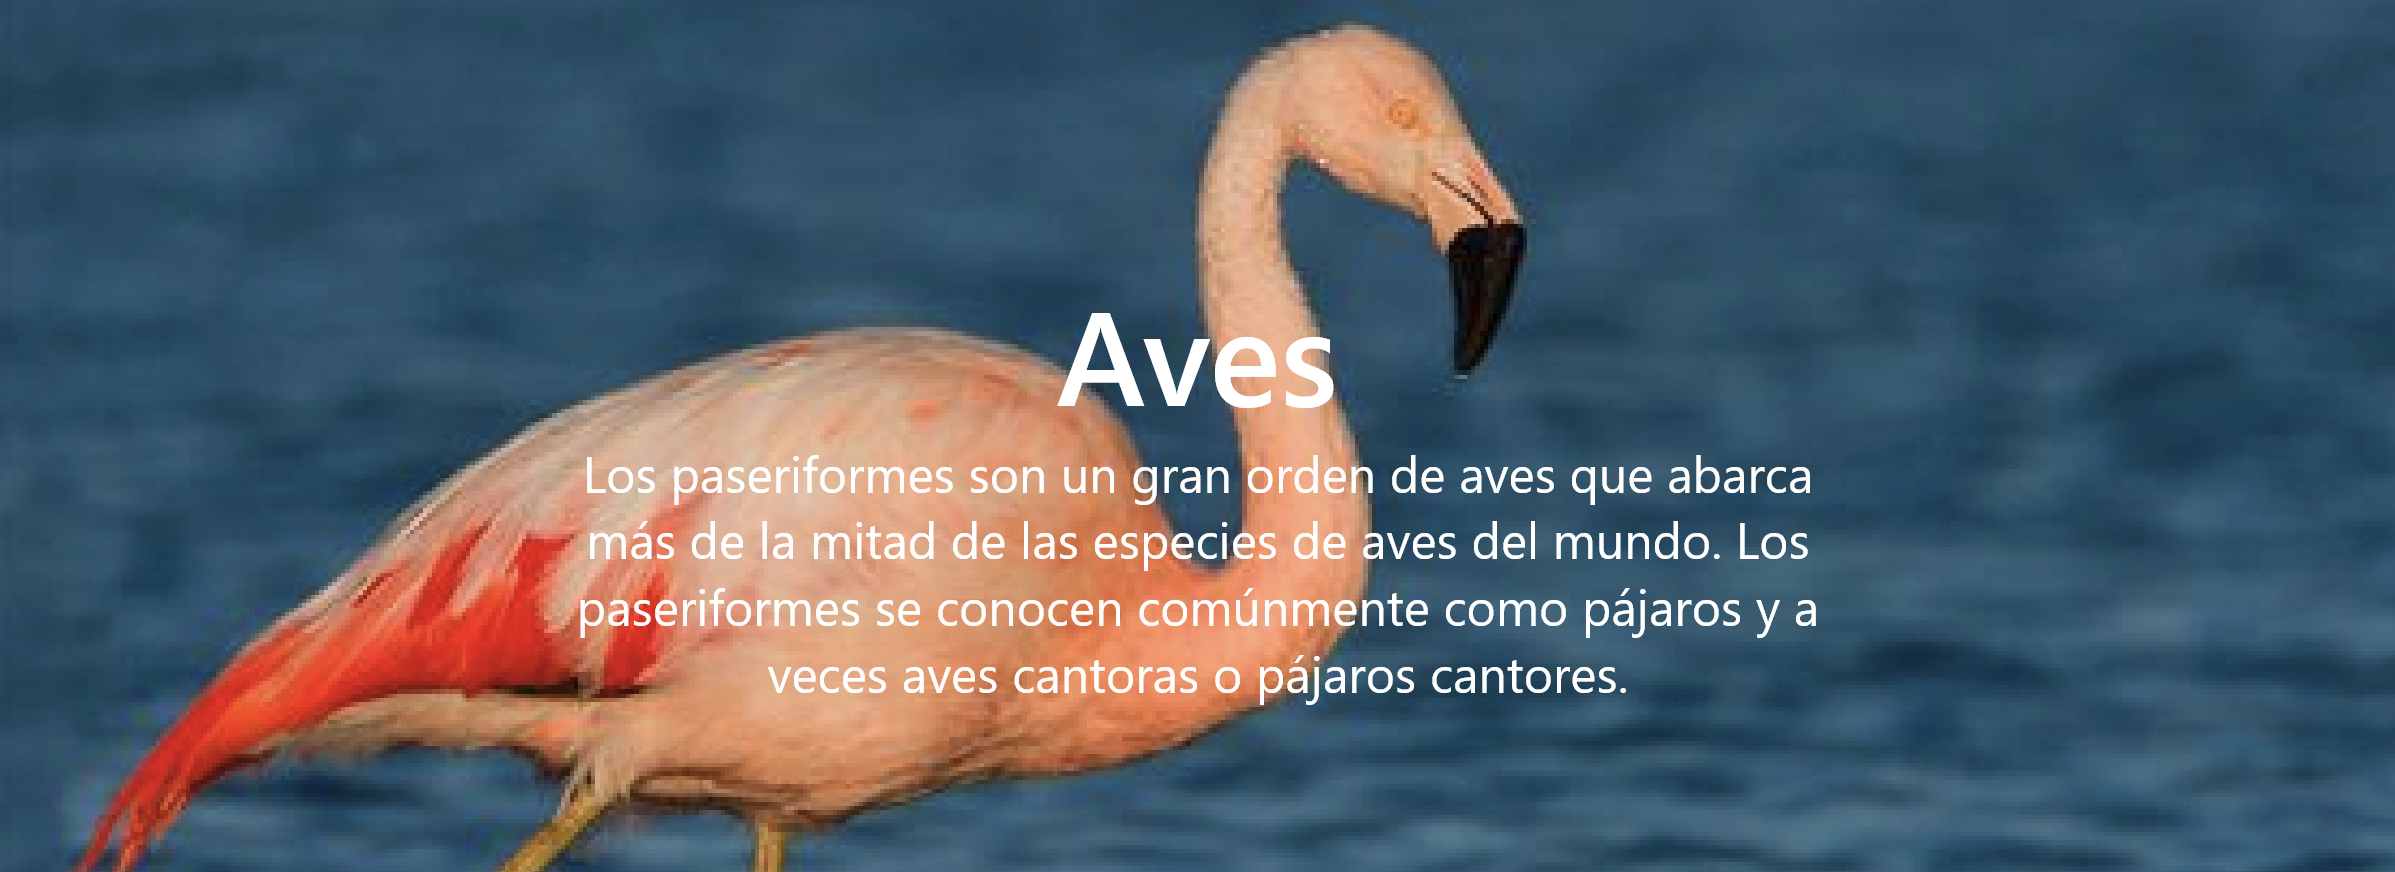 Aves
Los paseriformes son un gran orden de aves que abarca
más de la mitad de las especies de aves del mundo. Los
paseriformes se conocen comúnmente como pájaros y a
veces aves cantoras o pájaros cantores.